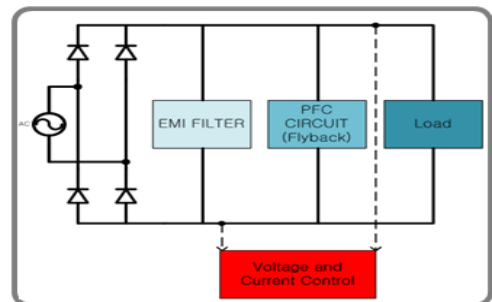 AC
EMI FILTER
PFC
CIRCUIT
(Flyback)
Load
Voltage and
Current Control